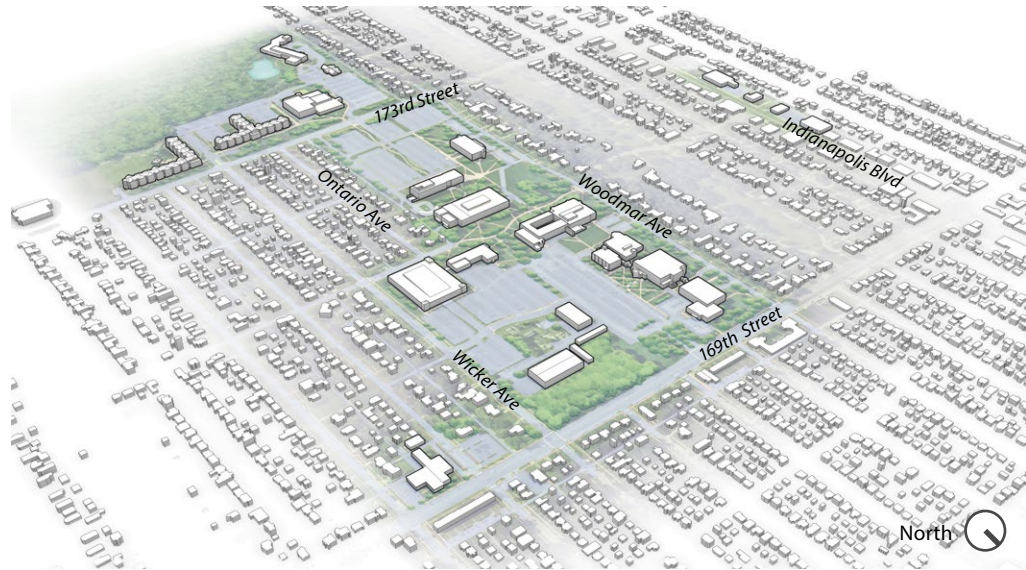 173rd Street
Indianapolis Blvd
Ontario Ave
Woodmar Ave
169th Street
Wicker Ave
North